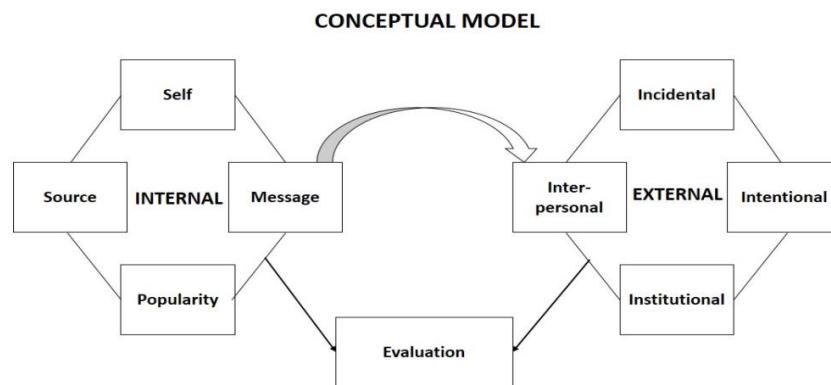 CONCEPTUAL MODEL
Self
Source
INTERNAL
Message
Popularity
Incidental
Inter-
personal
EXTERNAL
Intentional
Institutional
Evaluation